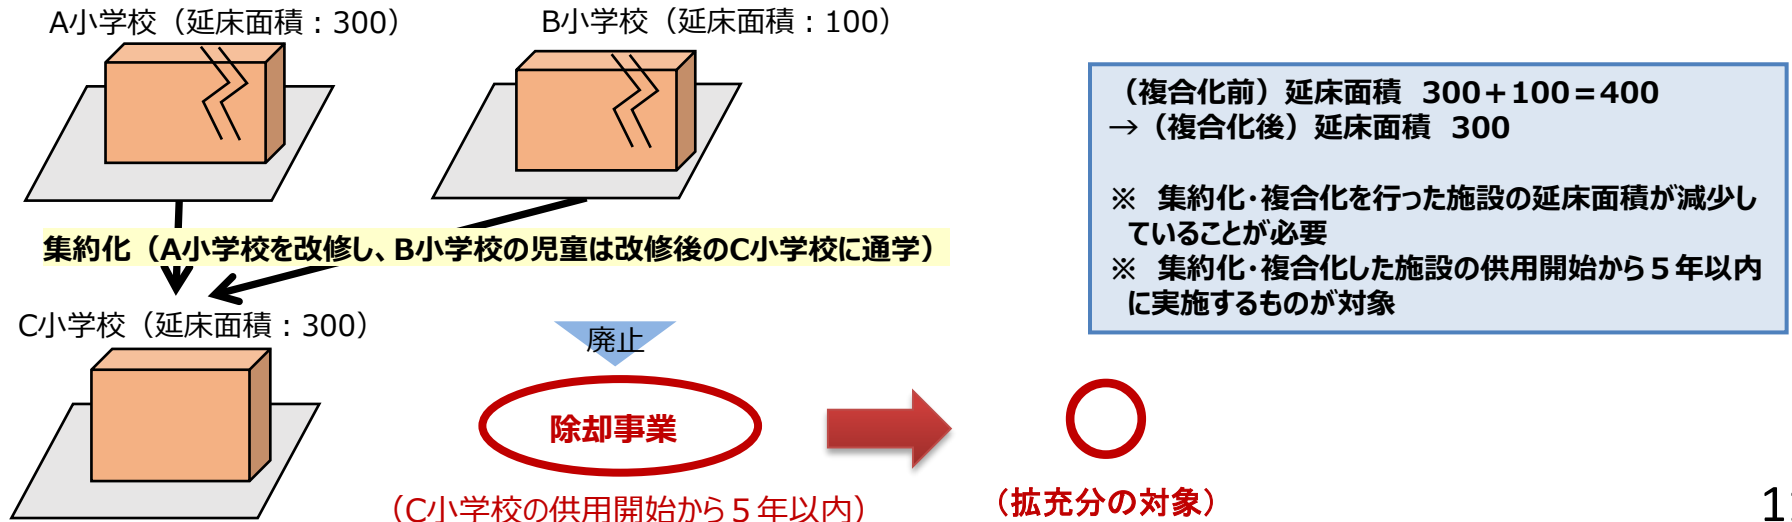 A小学校（延床面積：300）
B小学校（延床面積：100）
（複合化前）延床面積 300＋100＝400
→（複合化後）延床面積 300
※ 集約化・複合化を行った施設の延床面積が減少し
ていることが必要
※ 集約化・複合化した施設の供用開始から５年以内
に実施するものが対象
集約化（A小学校を改修し、B小学校の児童は改修後のC小学校に通学）
C小学校（延床面積：300）
廃止
除却事業
（C小学校の供用開始から５年以内）
（拡充分の対象）